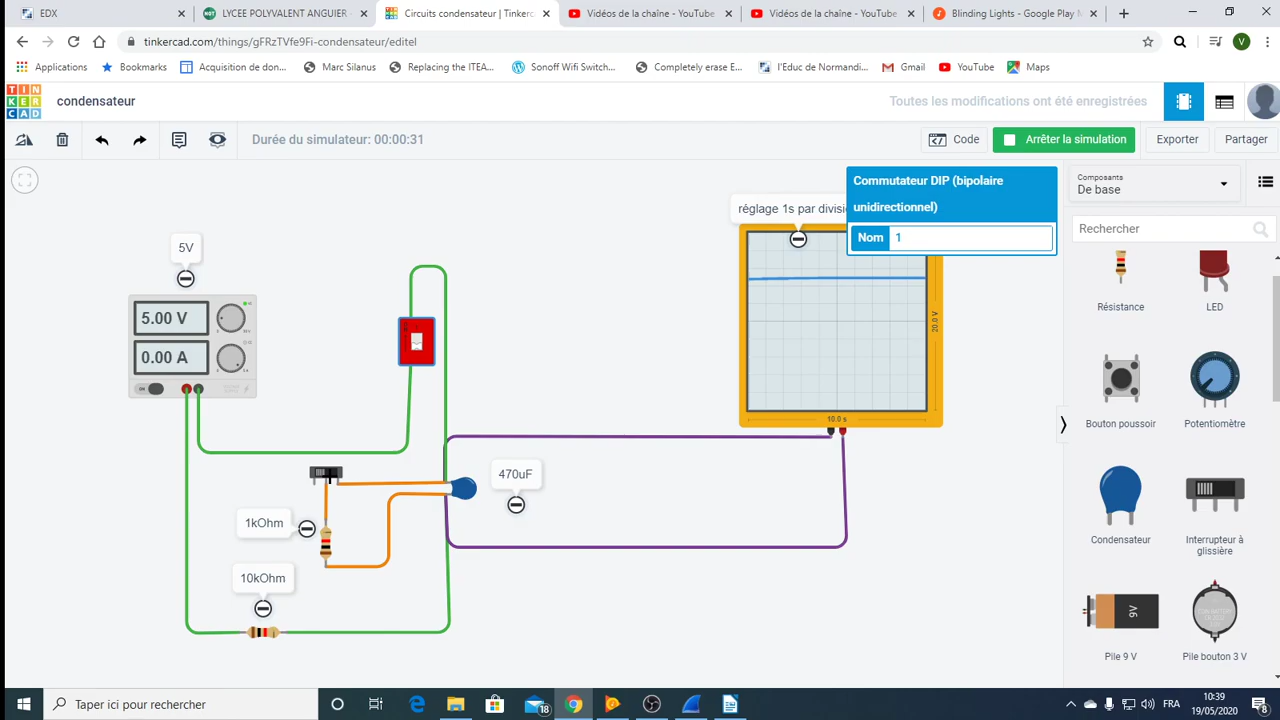 EDX
LYCEE POLYVALENT ANGUIER
Circuits condensateur | Tinkerc
Vidéos de la chaîne - YouTube
Vidéos de la chaîne - YouTube
Blinding Lights - Google Play M
tinkercad.com/things/gFRzTVfe9Fi-condensateur/editel
V
Applications
Bookmarks
Acquisition de don...
Marc Silanus
Replacing the ITEA...
Sonoff Wifi Switch...
Completely erase E...
l'Educ de Normandi...
Gmail
YouTube
Maps
TIN
KER
CAD
condensateur
Toutes les modifications ont été enregistrées
Durée du simulateur: 00:00:31
Code
Arrêter la simulation
Exporter
Partager
Commutateur DIP (bipolaire
unidirectionnel)
Nom 1
réglage 1s par divisi
Composants
De base
Rechercher
5V
5.00 V
0.00 A
20.0 V
10.0 s
470uF
1kOhm
10kOhm
Résistance
LED
Bouton poussoir
Potentiomètre
Condensateur
Interrupteur à
glissière
9V
Pile 9 V
Pile bouton 3 V
Taper ici pour rechercher
18
FRA
10:39
19/05/2020
8